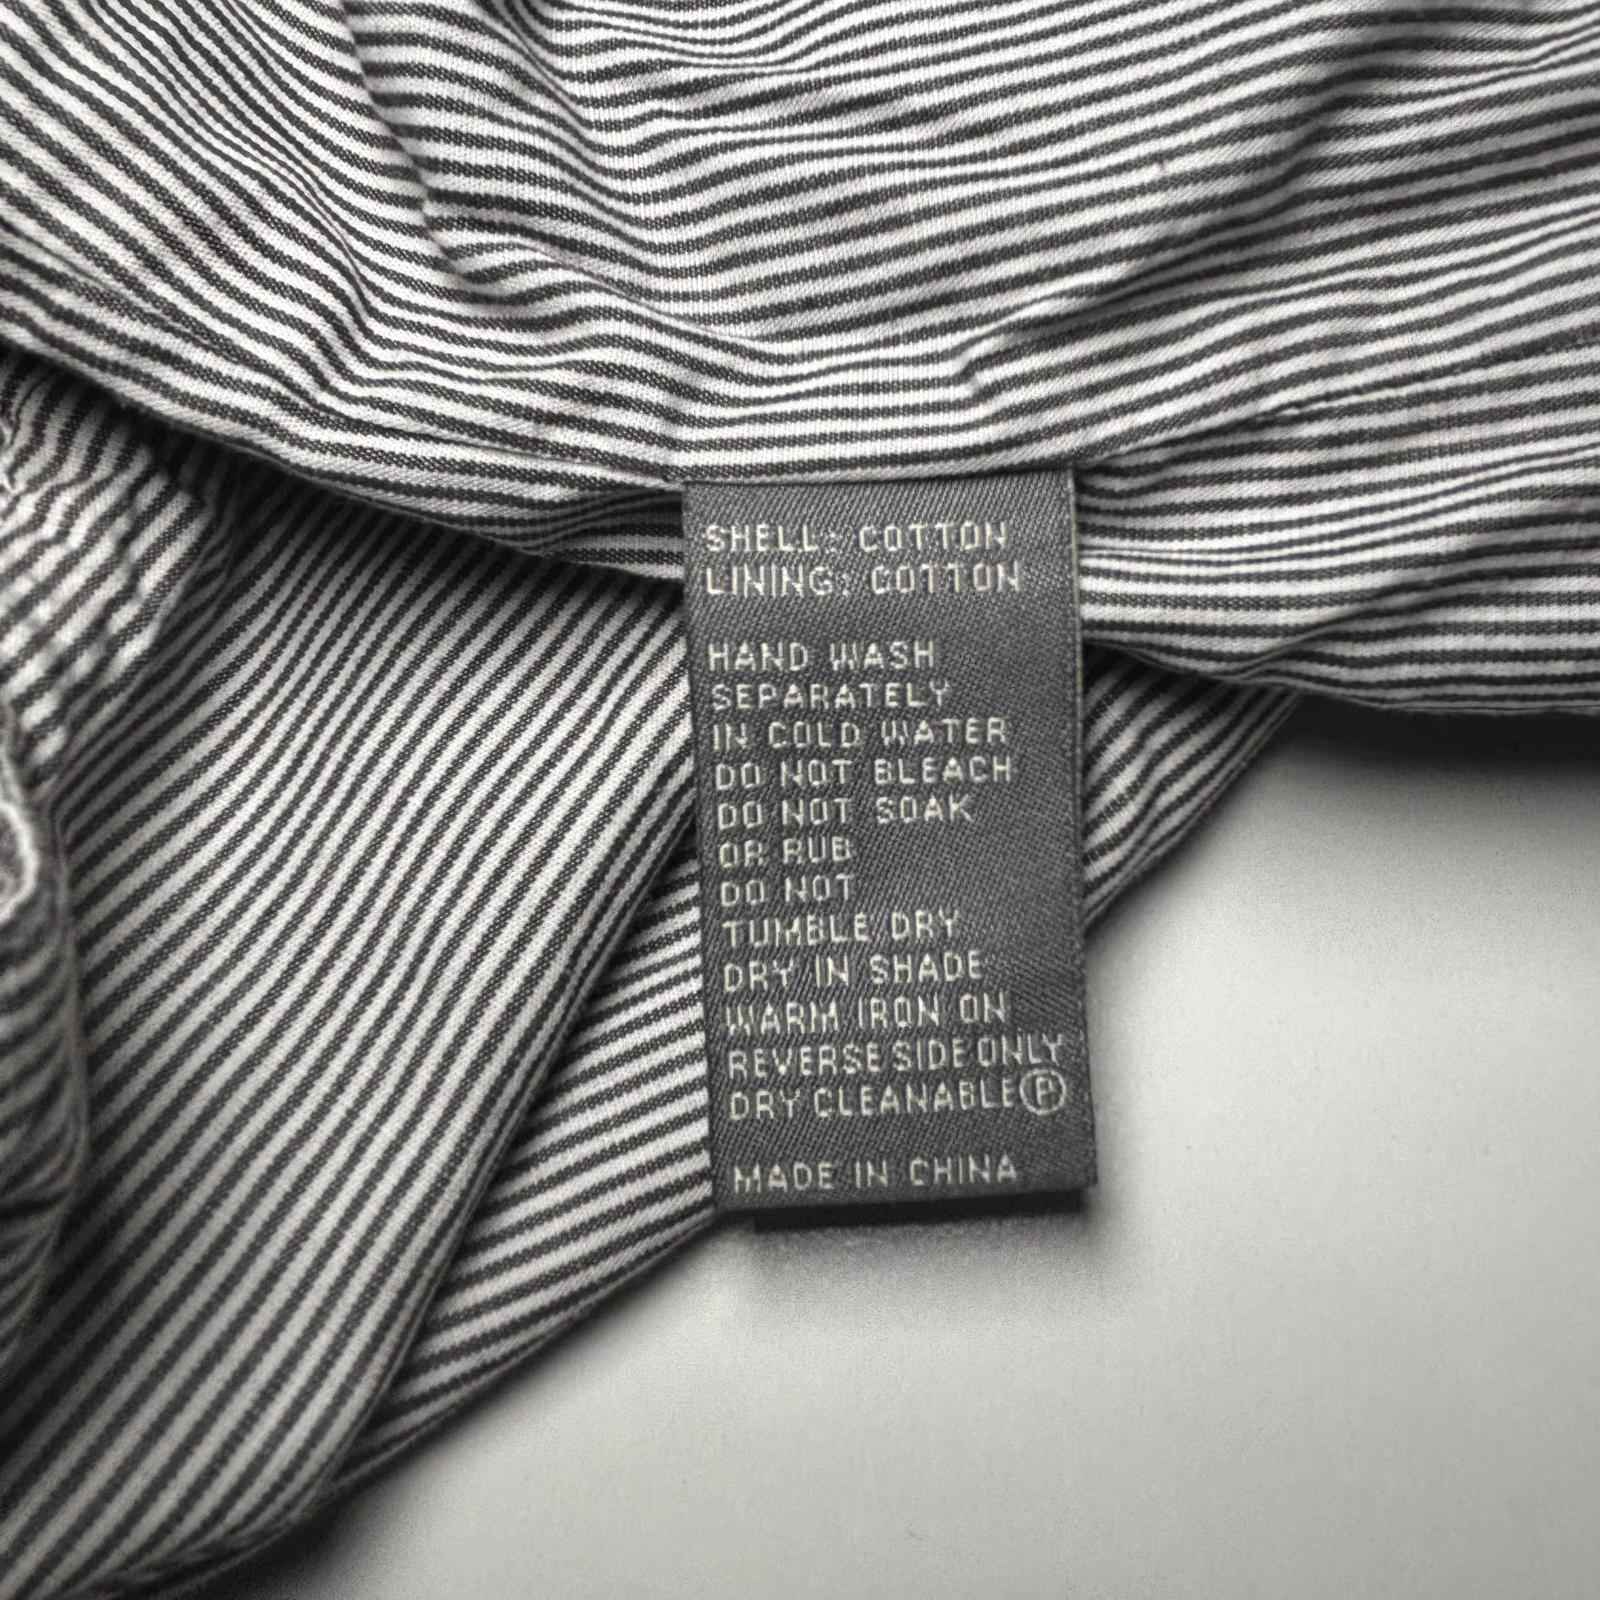 SHELL: COTTON
LINING: COTTON
HAND WASH
SEPARATELY
IN COLD WATER
DO NOT BLEACH
DO NOT SOAK
OR RUB
DO NOT
TUMBLE DRY
DRY IN SHADE
WARM IRON ON
REVERSE SIDE ONLY
DRY CLEANABLE Ⓟ
MADE IN CHINA